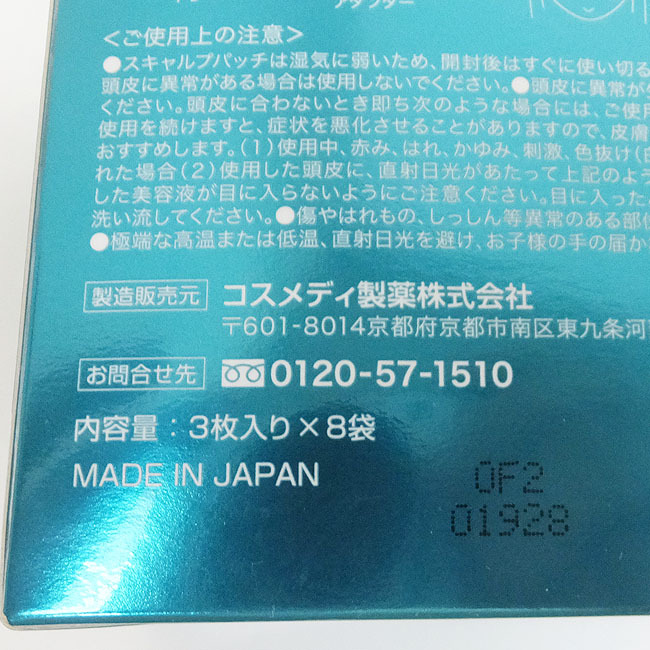 アダプター
<ご使用上の注意>
●スキャルプパッチは湿気に弱いため、開封後はすぐに使い切る
頭皮に異常がある場合は使用しないでください。●頭皮に異常が
ください。頭皮に合わないとき即ち次のような場合には、ご使
使用を続けますと、症状を悪化させることがありますので、皮膚
おすすめします。(1)使用中、赤み、はれ、かゆみ、刺激、色抜け(白
れた場合(2)使用した頭皮に、直射日光があたって上記のよう
した美容液が目に入らないようにご注意ください。目に入った
洗い流してください。●傷やはれもの、しっしん等異常のある部
●極端な高温または低温、直射日光を避け、お子様の手の届か
製造販売元 コスメディ製薬株式会社
〒601-8014京都府京都市南区東九条河
お問合せ先 0120-57-1510
内容量：3枚入り×8袋
MADE IN JAPAN
OF2
01928